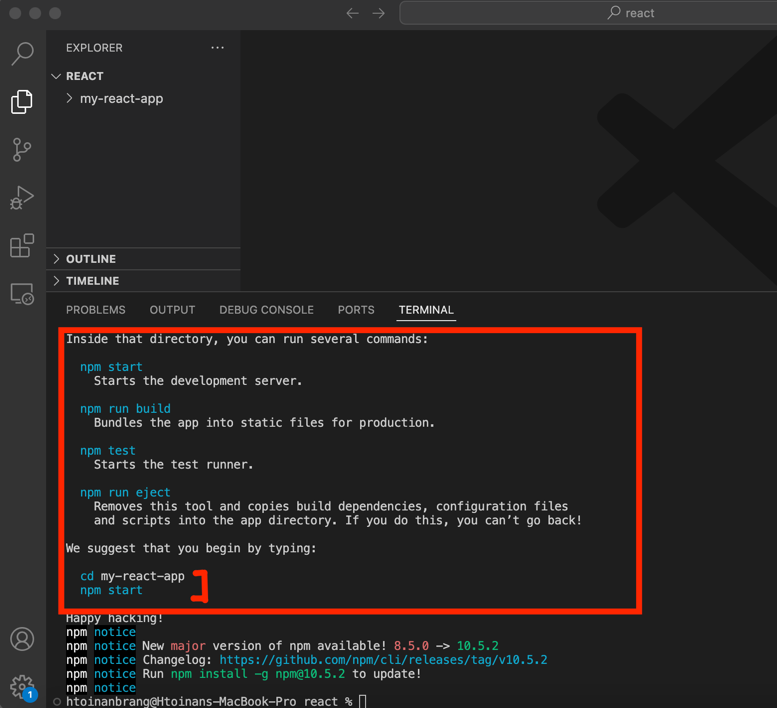 react
EXPLORER
REACT
my-react-app
OUTLINE
TIMELINE
PROBLEMS OUTPUT DEBUG CONSOLE PORTS TERMINAL
Inside that directory, you can run several commands:
npm start
Starts the development server.
npm run build
Bundles the app into static files for production.
npm test
Starts the test runner.
npm run eject
Removes this tool and copies build dependencies, configuration files
and scripts into the app directory. If you do this, you can’t go back!
We suggest that you begin by typing:
cd my-react-app
npm start
Happy hacking!
npm notice
npm notice New major version of npm available! 8.5.0 -> 10.5.2
npm notice Changelog: https://github.com/npm/cli/releases/tag/v10.5.2
npm notice Run npm install -g npm@10.5.2 to update!
npm notice
1
htoinanbrang@Htoinans-MacBook-Pro react %